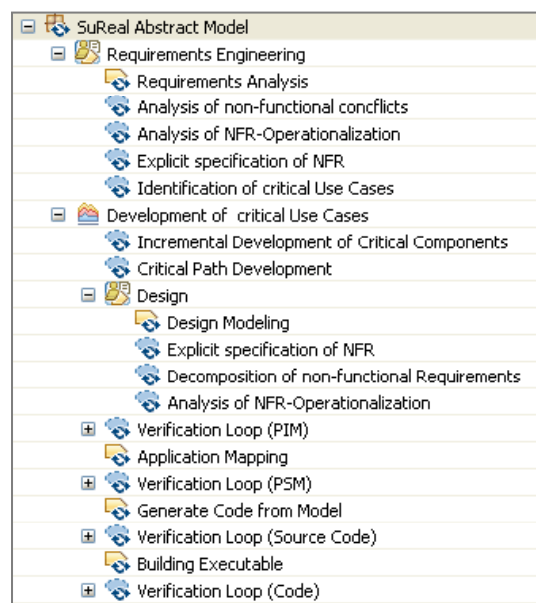 SuReal Abstract Model
Requirements Engineering
Requirements Analysis
Analysis of non-functional concflicts
Analysis of NFR-Operationalization
Explicit specification of NFR
Identification of critical Use Cases
Development of critical Use Cases
Incremental Development of Critical Components
Critical Path Development
Design
Design Modeling
Explicit specification of NFR
Decomposition of non-functional Requirements
Analysis of NFR-Operationalization
Verification Loop (PIM)
Application Mapping
Verification Loop (PSM)
Generate Code from Model
Verification Loop (Source Code)
Building Executable
Verification Loop (Code)